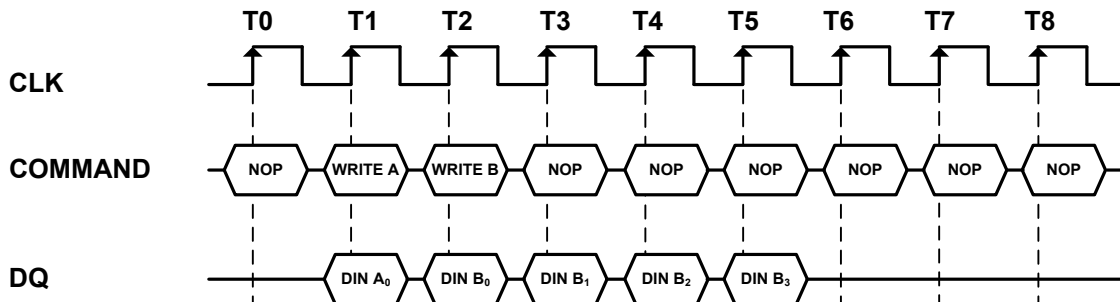 T0 T1 T2 T3 T4 T5 T6 T7 T8
CLK
COMMAND NOP WRITE A WRITE B NOP NOP NOP NOP NOP NOP
DQ DIN A₀ DIN B₀ DIN B₁ DIN B₂ DIN B₃